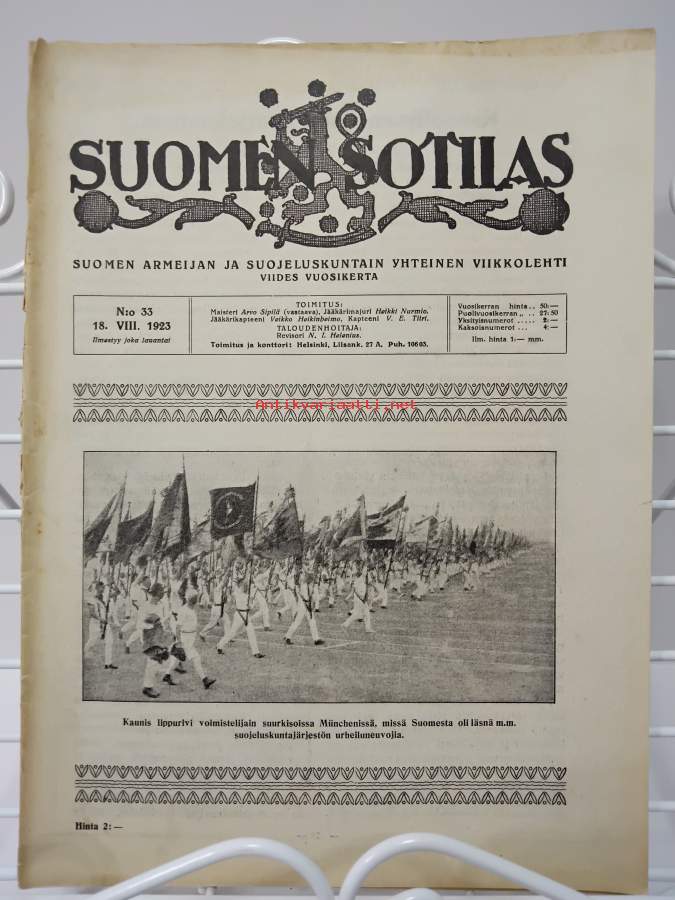 SUOMEN SOTILAS
SUOMEN ARMEIJAN JA SUOJELUSKUNTAIN YHTEINEN VIIKKOLEHTI
VIIDES VUOSIKERTA
N:o 33
18. VIII. 1923
Ilmestyy joka lauantai
TOIMITUS:
Maisteri Arvo Sipilä (vastaava), Jääkärimajuri Heikki Nurmio,
Jääkärikapteeni Veikko Heikinheimo, Kapteeni V. E. Tiiri.
TALOUDENHOITAJA:
Revisori N. I. Helenius.
Toimitus ja konttori: Helsinki, Liisank. 27 A. Puh. 10603.
Vuosikerran hinta.. 50:—
Puolivuosikerran „ .. 27:50
Yksityisnumerot ..... 2:—
Kaksoisnumerot ... 4:—
Ilm. hinta 1:— mm.
Antikvariaatti.net
Kaunis lippurivi voimistelijain suurkisoissa Münchenissä, missä Suomesta oli läsnä m.m.
suojeluskuntajärjestön urheiluneuvoja.
Hinta 2:—